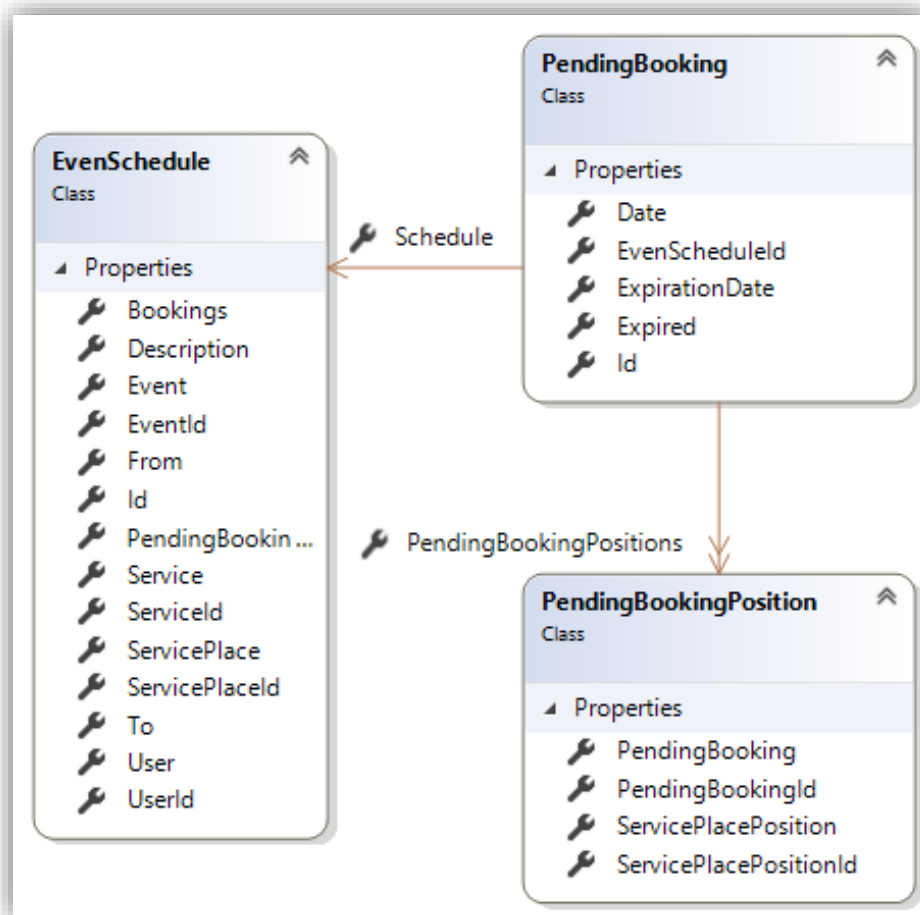 EvenSchedule
Class
Properties
Bookings
Description
Event
EventId
From
Id
PendingBookin ...
Service
ServiceId
ServicePlace
ServicePlaceId
To
User
UserId
Schedule
PendingBooking
Class
Properties
Date
EvenScheduleId
ExpirationDate
Expired
Id
PendingBookingPositions
PendingBookingPosition
Class
Properties
PendingBooking
PendingBookingId
ServicePlacePosition
ServicePlacePositionId